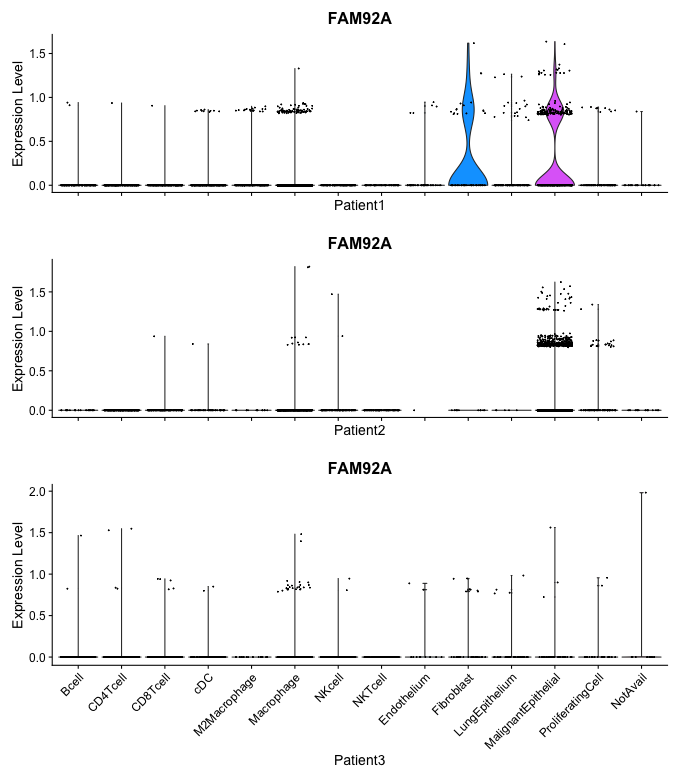 FAM92A
Expression Level
1.5
1.0
0.5
0.0
Patient1
FAM92A
Expression Level
1.5
1.0
0.5
0.0
Patient2
FAM92A
Expression Level
2.0
1.5
1.0
0.5
0.0
Bcell
CD4Tcell
CD8Tcell
cDC
M2Macrophage
Macrophage
NKcell
NKTcell
Endothelium
Fibroblast
LungEpithelium
MalignantEpithelial
ProliferatingCell
NotAvail
Patient3